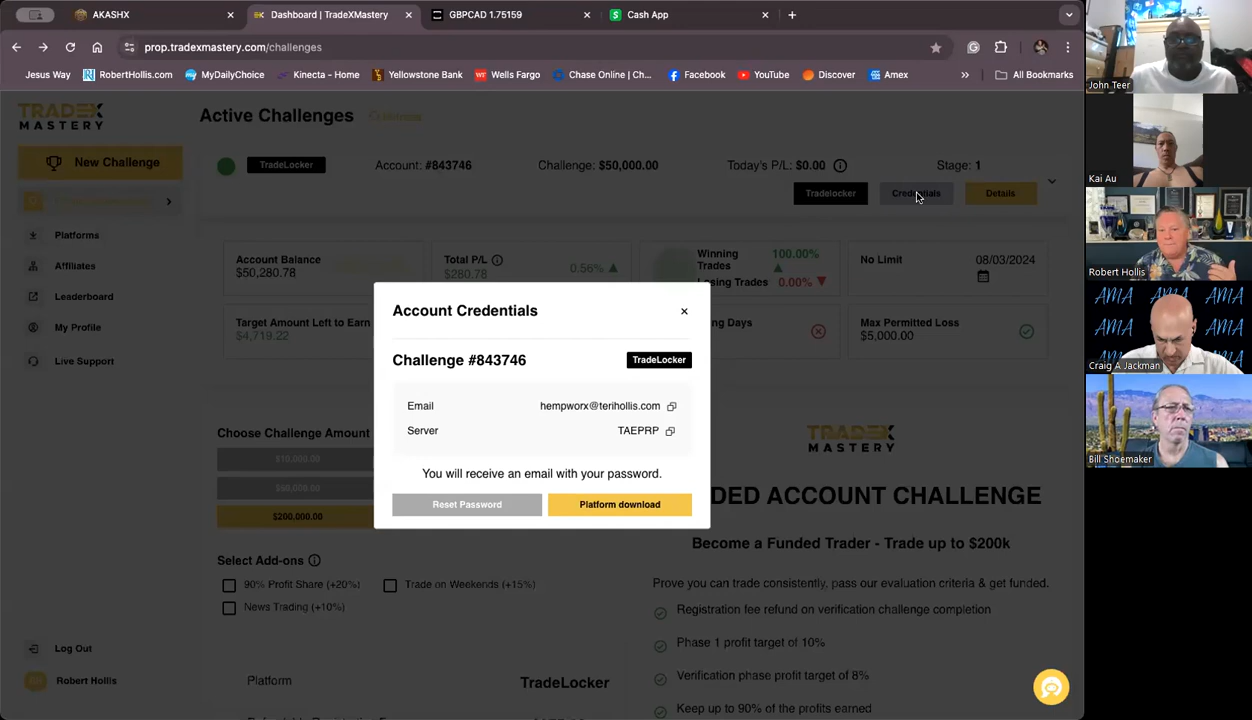 AKASHX
Dashboard | TradeXMastery
GBPCAD 1.75159
Cash App
prop.tradexmastery.com/challenges
Jesus Way
RobertHollis.com
MyDailyChoice
Kinecta - Home
Yellowstone Bank
Wells Fargo
Chase Online | Ch...
Facebook
YouTube
Discover
Amex
All Bookmarks
TRADEX
MASTERY
Active Challenges
Refresh
New Challenge
Platforms
Affiliates
Leaderboard
My Profile
Live Support
Log Out
Robert Hollis
TradeLocker
Account: #843746
Challenge: $50,000.00
Today's P/L: $0.00
Stage: 1
Tradelocker
Credentials
Details
Account Balance
$50,280.78
Total P/L
$280.78
0.56%
Winning
Trades
100.00%
Losing Trades
0.00%
No Limit
08/03/2024
Target Amount Left to Earn
$4,719.22
Max Permitted Loss
$5,000.00
Account Credentials
Challenge #843746
TradeLocker
Email
hempworx@terihollis.com
Server
TAEPRP
You will receive an email with your password.
Reset Password
Platform download
Choose Challenge Amount
$10,000.00
$50,000.00
$200,000.00
Select Add-ons
90% Profit Share (+20%)
Trade on Weekends (+15%)
News Trading (+10%)
Platform
TradeLocker
TRADEX
MASTERY
DED ACCOUNT CHALLENGE
Become a Funded Trader - Trade up to $200k
Prove you can trade consistently, pass our evaluation criteria & get funded.
Registration fee refund on verification challenge completion
Phase 1 profit target of 10%
Verification phase profit target of 8%
Keep up to 90% of the profits earned
John Teer
Kai Au
Robert Hollis
AMA AMA AMA
Craig A Jackman
Bill Shoemaker